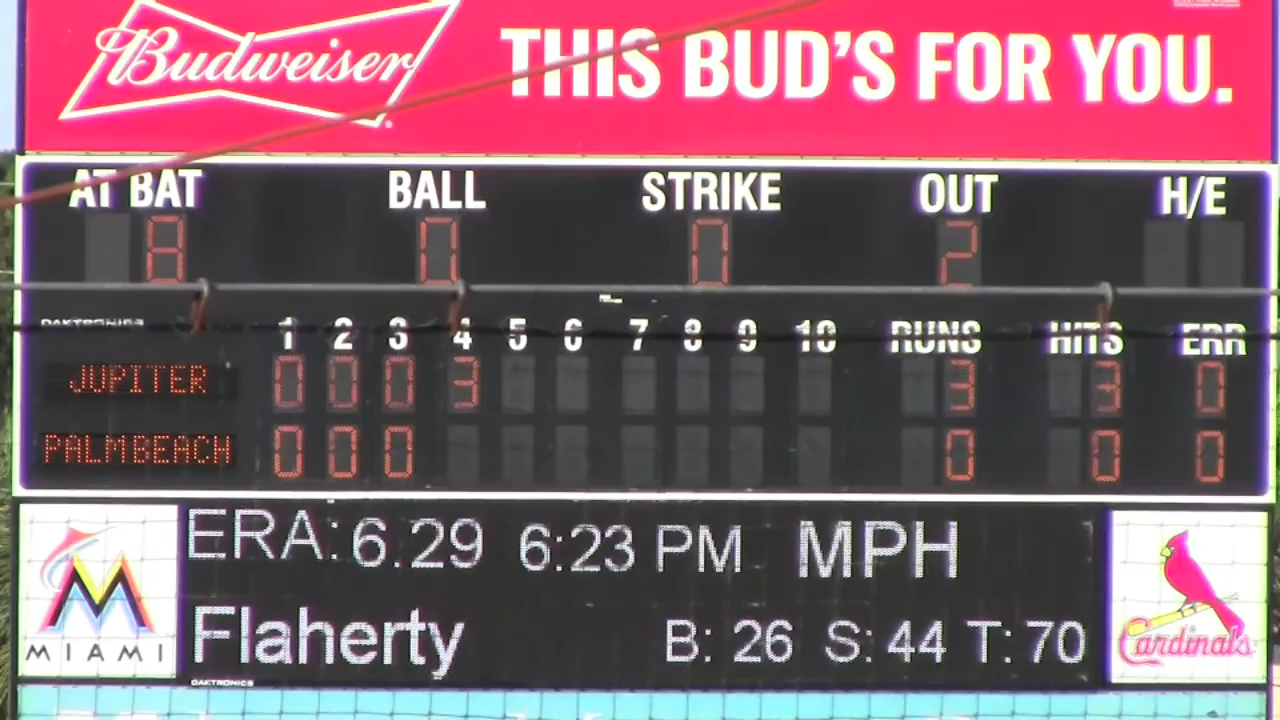 Budweiser THIS BUD'S FOR YOU.
AT BAT BALL STRIKE OUT H/E
8 0 0 2
DAKTRONICS
1 2 3 4 5 6 7 8 9 10 RUNS HITS ERR
JUPITER 0 0 0 3 3 3 0
PALMBEACH 0 0 0 0 0 0
ERA: 6.29 6:23 PM MPH
Flaherty B: 26 S: 44 T: 70
MIAMI
Cardinals
DAKTRONICS